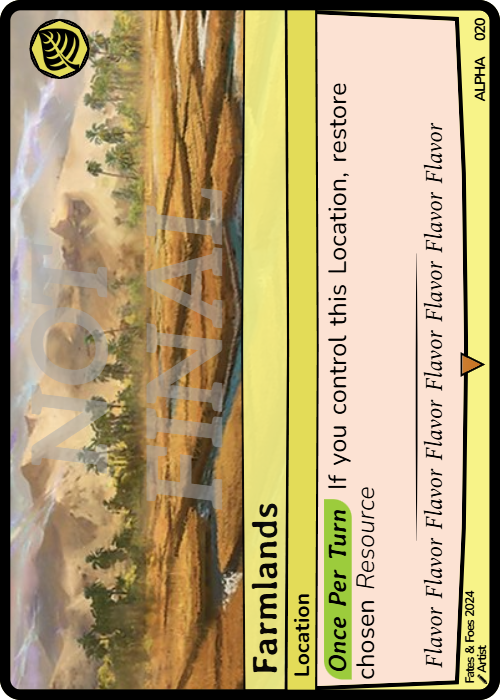 NOT
FINAL
Farmlands
Location
Once Per Turn If you control this Location, restore
chosen Resource
Flavor Flavor Flavor Flavor Flavor Flavor Flavor Flavor
Fates & Foes 2024
Artist
ALPHA 020